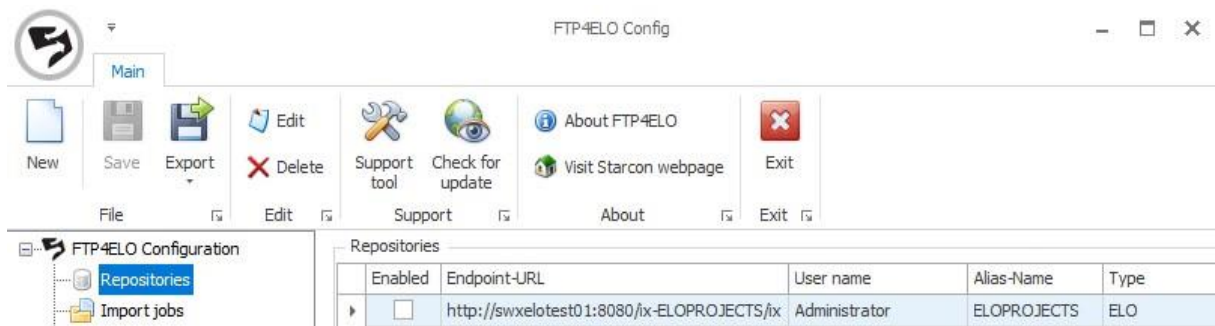 FTP4ELO Config
Main
New Save Export Edit Delete Support tool Check for update About FTP4ELO Visit Starcon webpage Exit
File Edit Support About Exit
FTP4ELO Configuration
Repositories
Import jobs
Repositories
Enabled Endpoint-URL User name Alias-Name Type
http://swxelotest01:8080/ix-ELOPROJECTS/ix Administrator ELOPROJECTS ELO